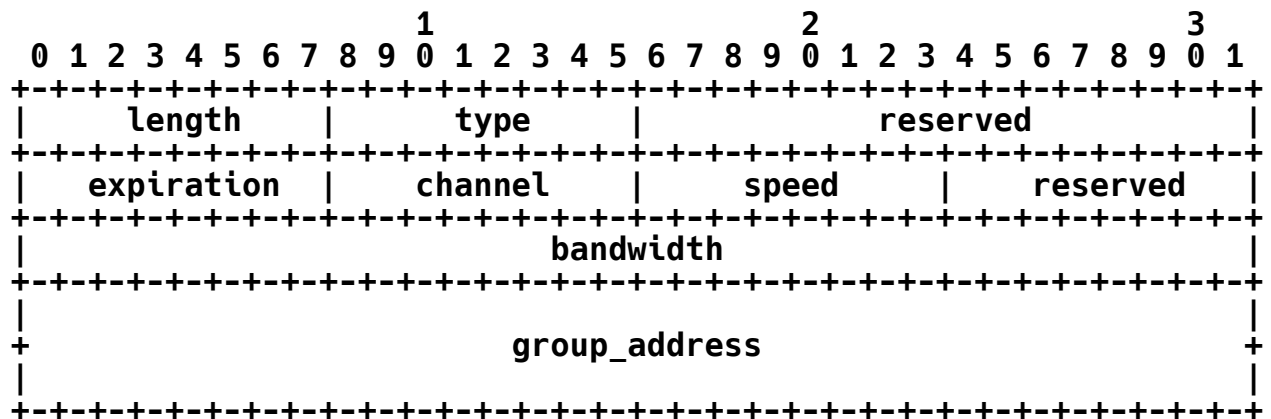 1                   2                   3
 0 1 2 3 4 5 6 7 8 9 0 1 2 3 4 5 6 7 8 9 0 1 2 3 4 5 6 7 8 9 0 1
+-+-+-+-+-+-+-+-+-+-+-+-+-+-+-+-+-+-+-+-+-+-+-+-+-+-+-+-+-+-+-+-+
|     length    |      type     |            reserved           |
+-+-+-+-+-+-+-+-+-+-+-+-+-+-+-+-+-+-+-+-+-+-+-+-+-+-+-+-+-+-+-+-+
|   expiration  |    channel    |     speed     |    reserved   |
+-+-+-+-+-+-+-+-+-+-+-+-+-+-+-+-+-+-+-+-+-+-+-+-+-+-+-+-+-+-+-+-+
|                           bandwidth                           |
+-+-+-+-+-+-+-+-+-+-+-+-+-+-+-+-+-+-+-+-+-+-+-+-+-+-+-+-+-+-+-+-+
|                                                               |
+                         group_address                         +
|                                                               |
+-+-+-+-+-+-+-+-+-+-+-+-+-+-+-+-+-+-+-+-+-+-+-+-+-+-+-+-+-+-+-+-+